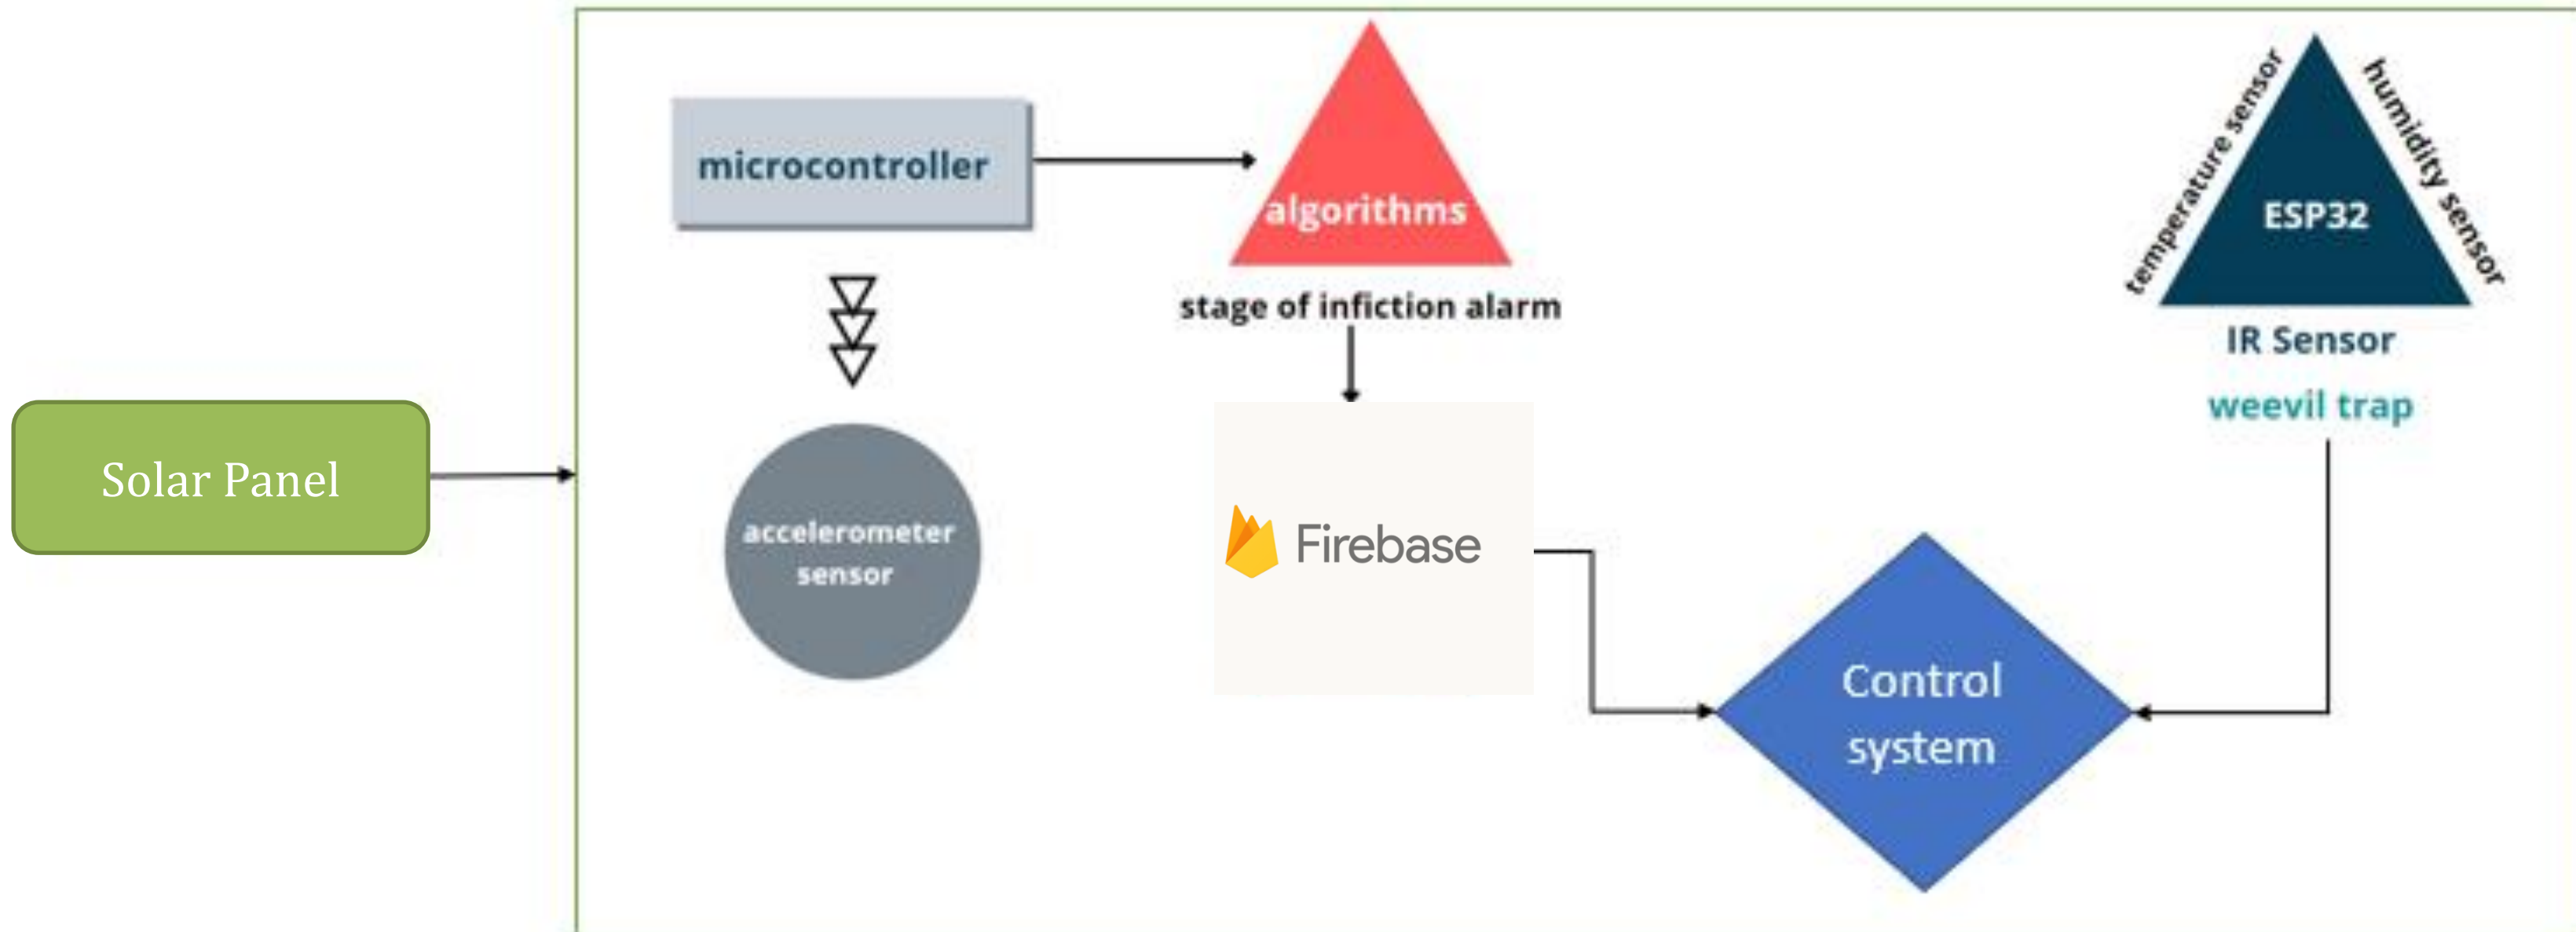 Solar Panel
microcontroller
accelerometer
sensor
algorithms
stage of infiction alarm
Firebase
temperature sensor
humidity sensor
ESP32
IR Sensor
weevil trap
Control
system